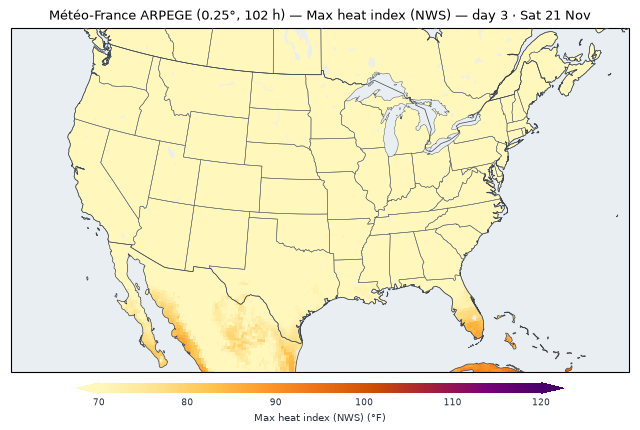 Météo-France ARPEGE (0.25°, 102 h) — Max heat index (NWS) — day 3 · Sat 21 Nov
70 80 90 100 110 120
Max heat index (NWS) (°F)